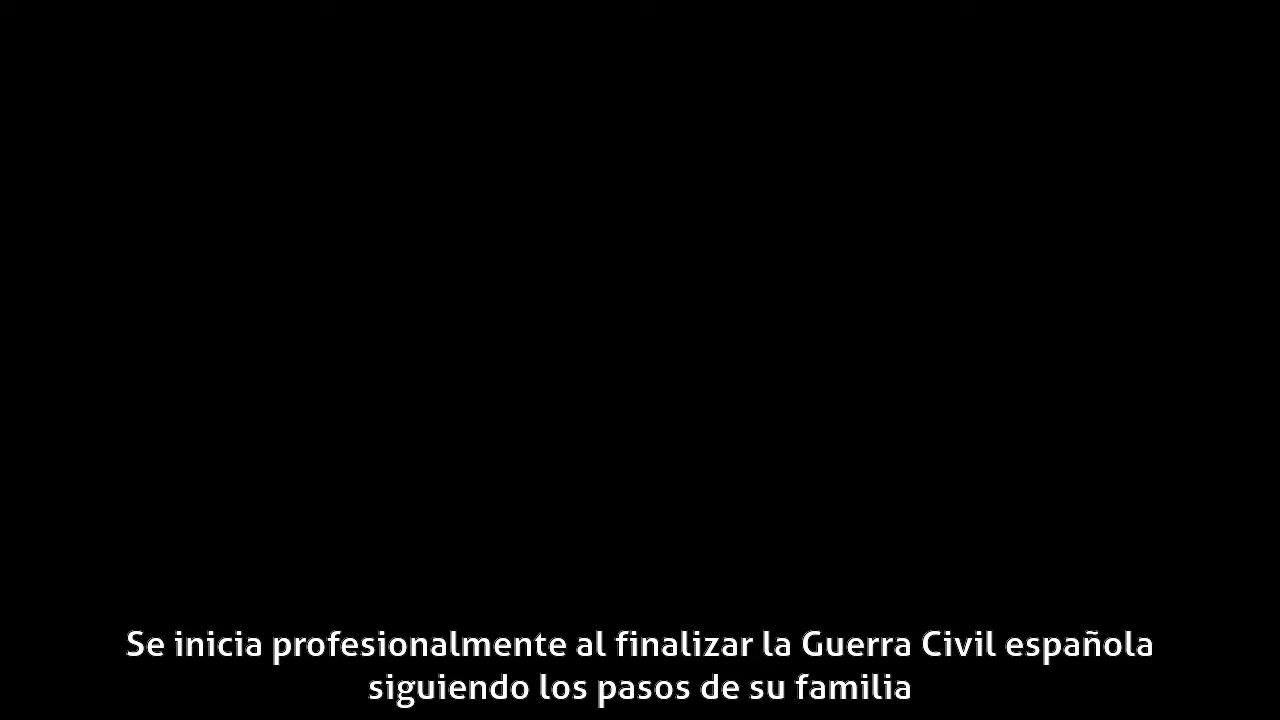 Se inicia profesionalmente al finalizar la Guerra Civil española
siguiendo los pasos de su familia